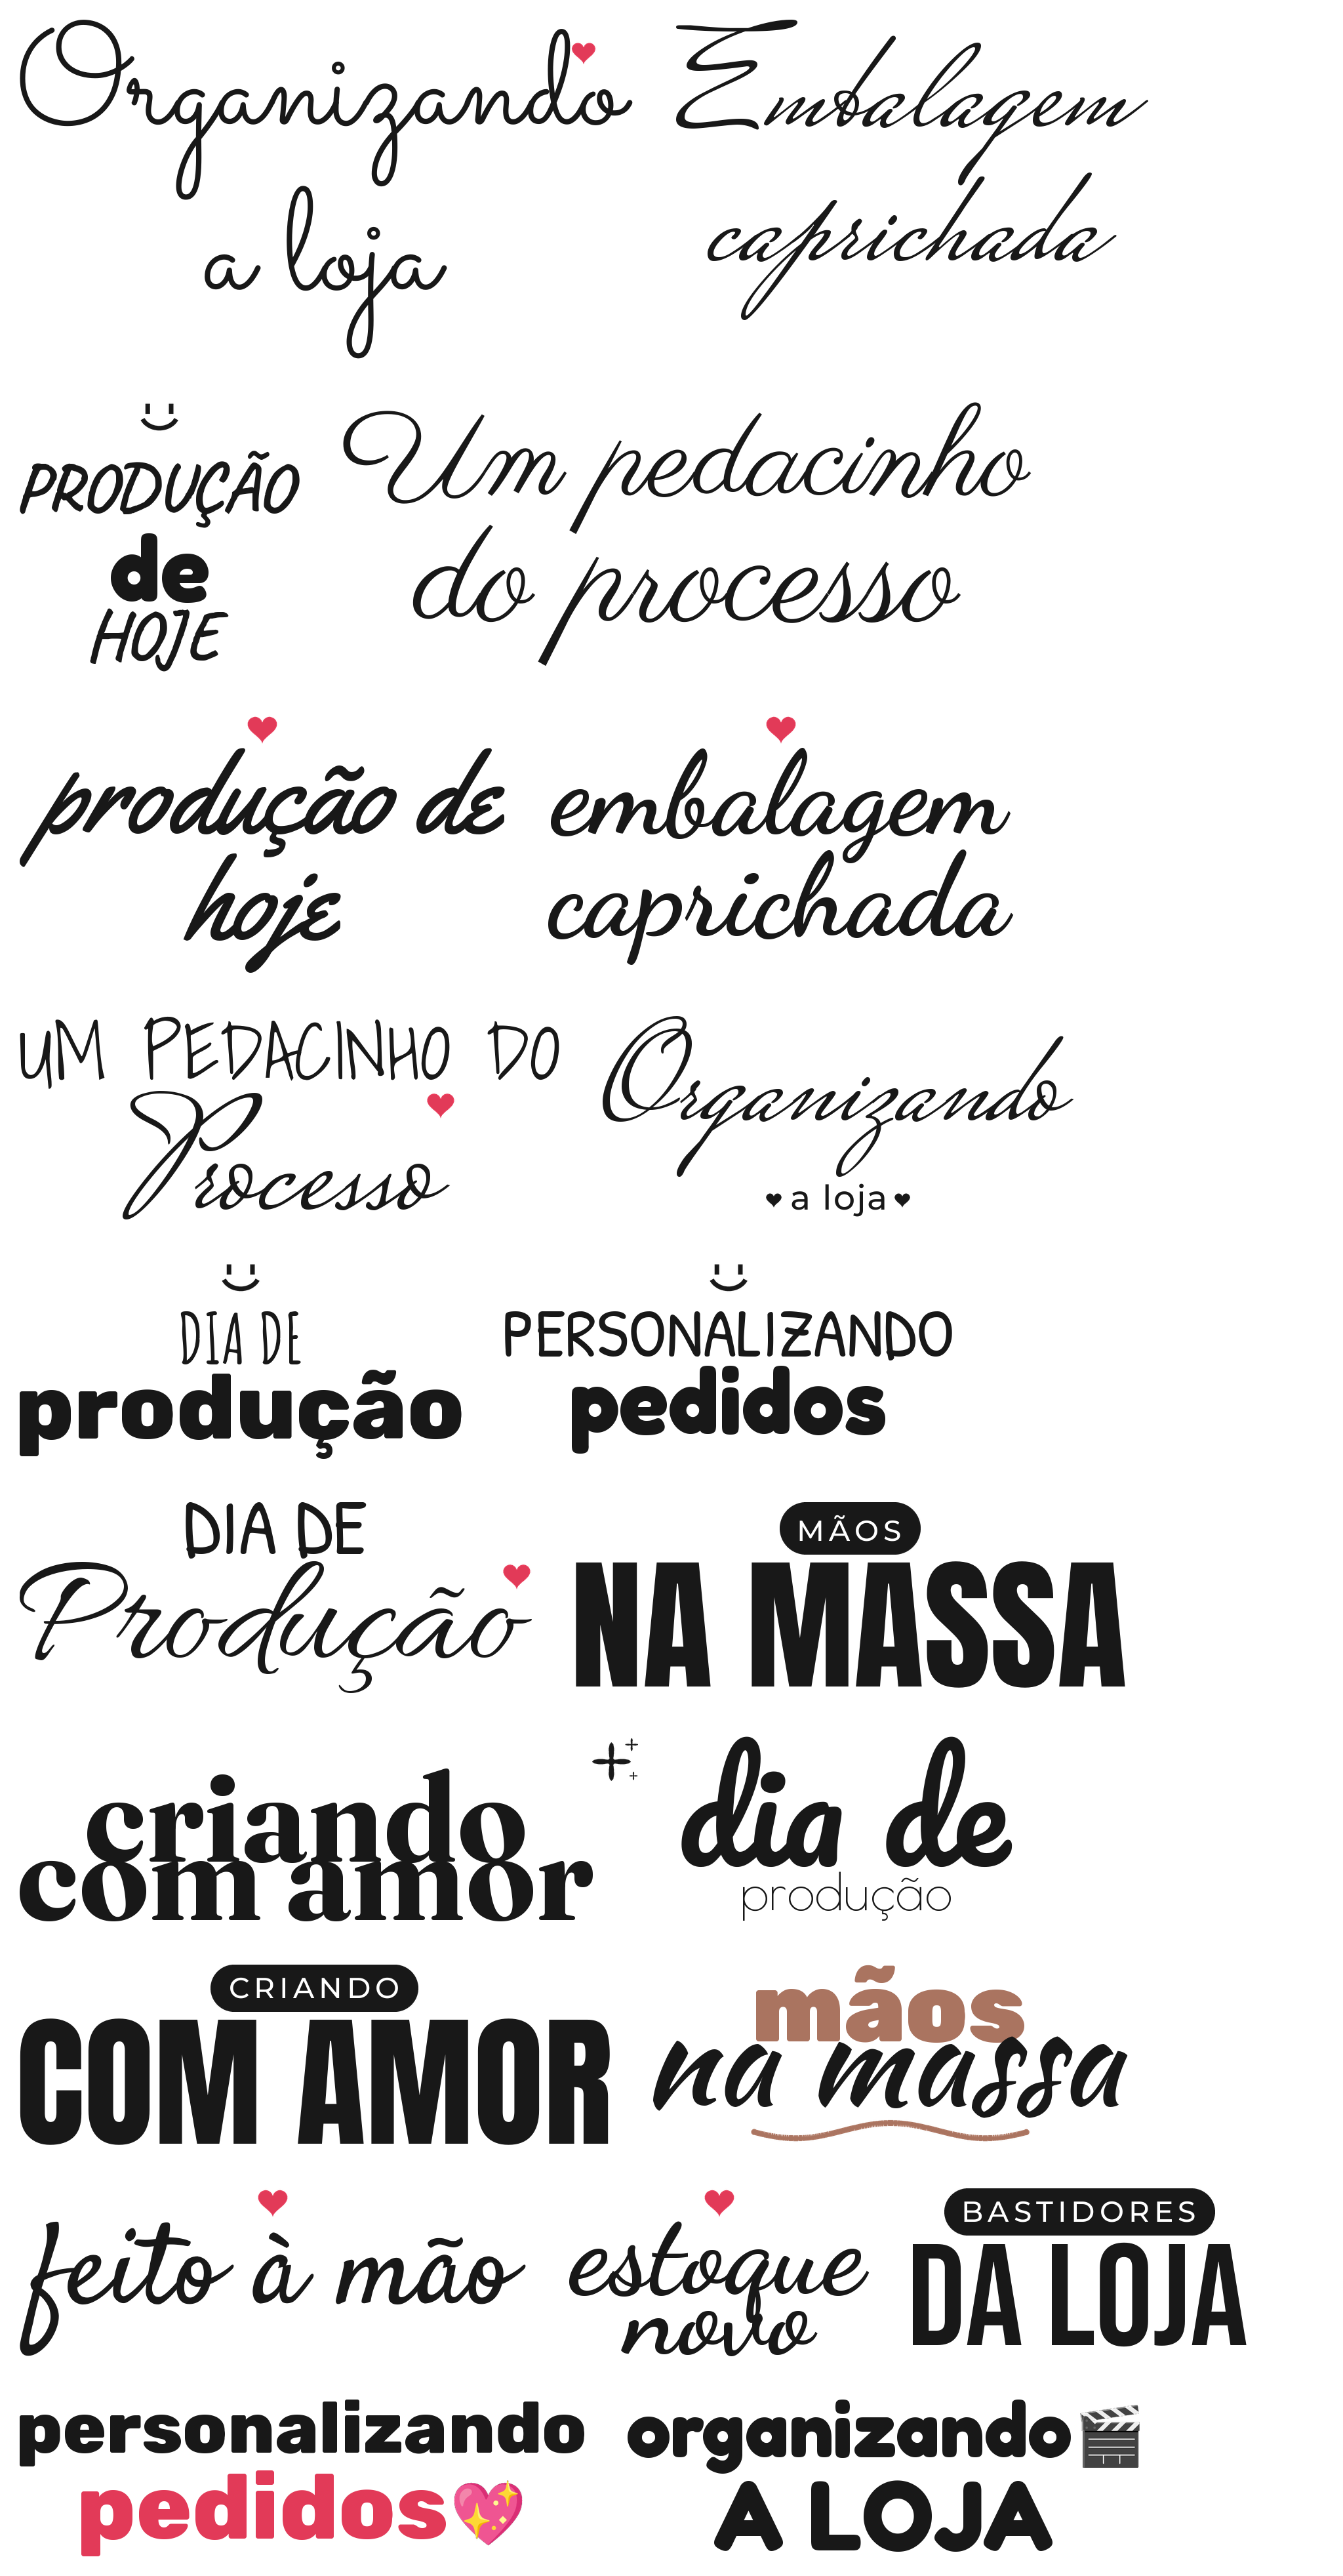 Organizando
a loja
Embalagem
caprichada
PRODUÇÃO
de
HOJE
Um pedacinho
do processo
produção de
hoje
embalagem
caprichada
UM PEDACINHO DO
Processo
Organizando
a loja
DIA DE
produção
PERSONALIZANDO
pedidos
DIA DE
Produção
MÃOS
NA MASSA
criando
com amor
dia de
produção
CRIANDO
COM AMOR
mãos
na massa
feito à mão
estoque
novo
BASTIDORES
DA LOJA
personalizando
pedidos
organizando
A LOJA